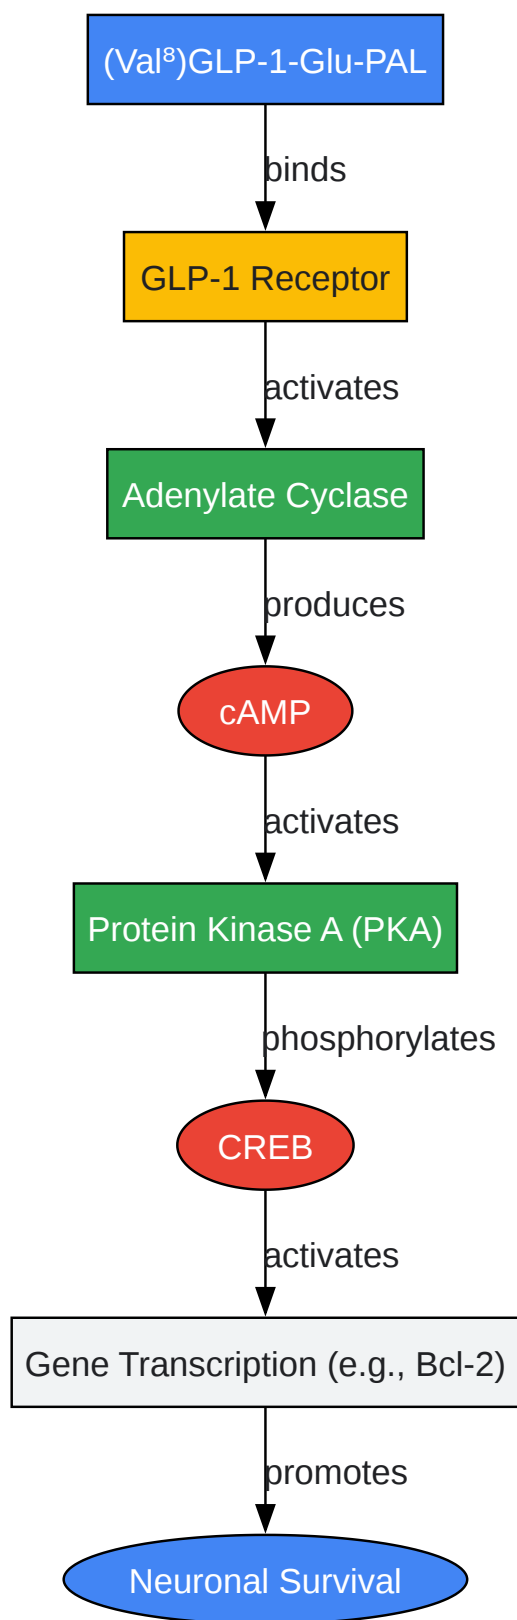 (Val⁸)GLP-1-Glu-PAL
binds
GLP-1 Receptor
activates
Adenylate Cyclase
produces
cAMP
activates
Protein Kinase A (PKA)
phosphorylates
CREB
activates
Gene Transcription (e.g., Bcl-2)
promotes
Neuronal Survival